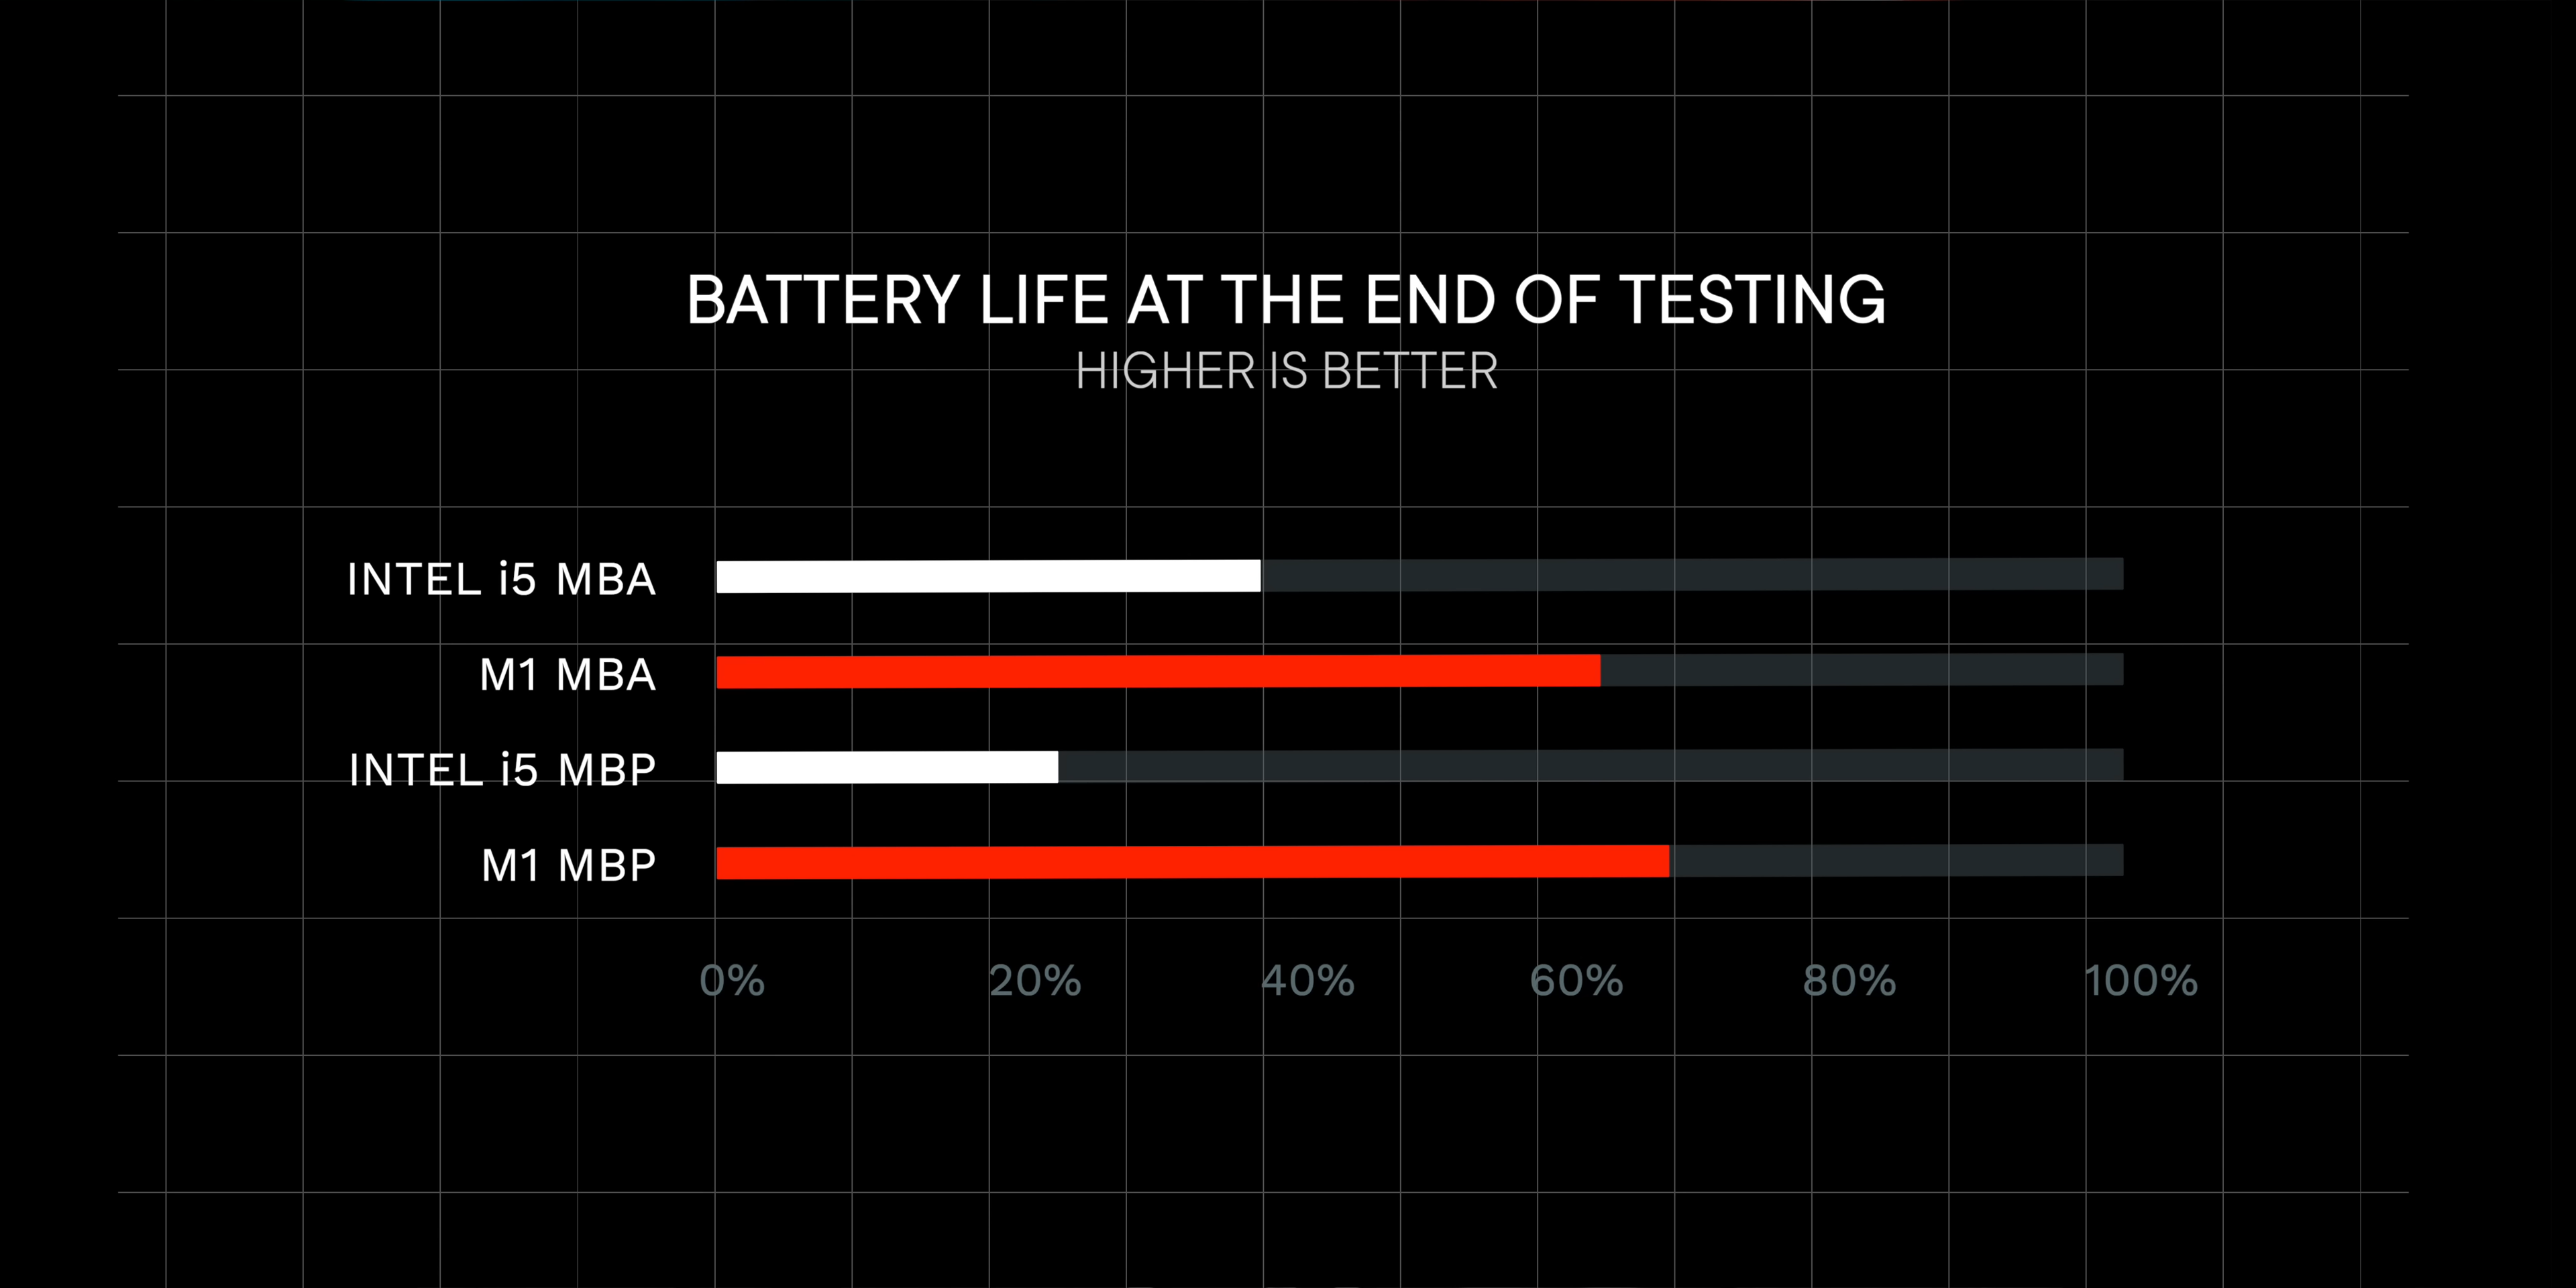 BATTERY LIFE AT THE END OF TESTING
HIGHER IS BETTER
INTEL i5 MBA
M1 MBA
INTEL i5 MBP
M1 MBP
0% 20% 40% 60% 80% 100%